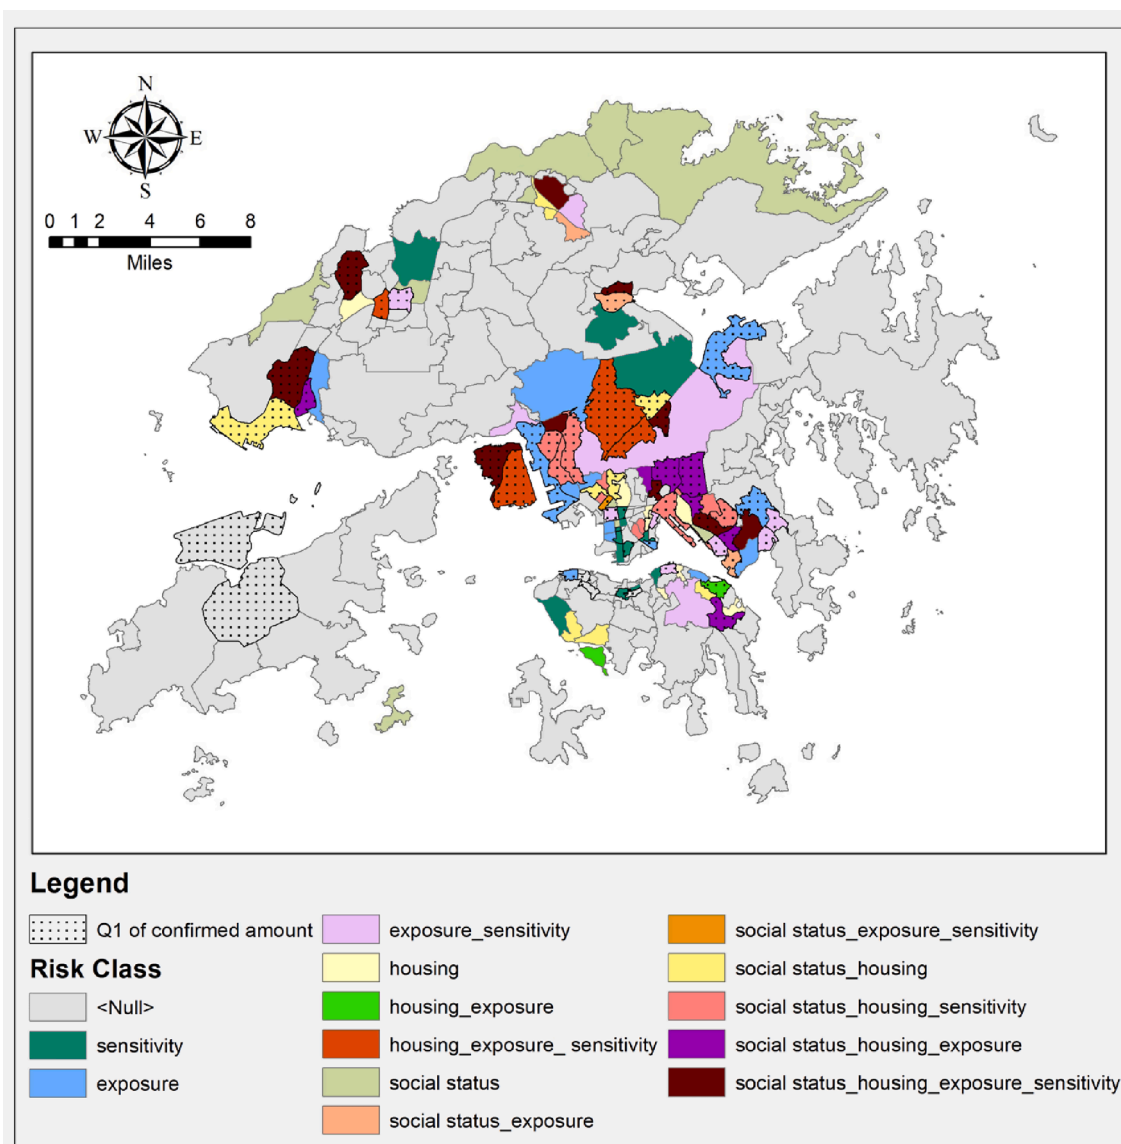 N
W E
S
0 1 2 4 6 8
Miles
Legend
Q1 of confirmed amount
Risk Class
<Null>
sensitivity
exposure
exposure_sensitivity
housing
housing_exposure
housing_exposure_ sensitivity
social status
social status_exposure
social status_exposure_sensitivity
social status_housing
social status_housing_sensitivity
social status_housing_exposure
social status_housing_exposure_sensitivity